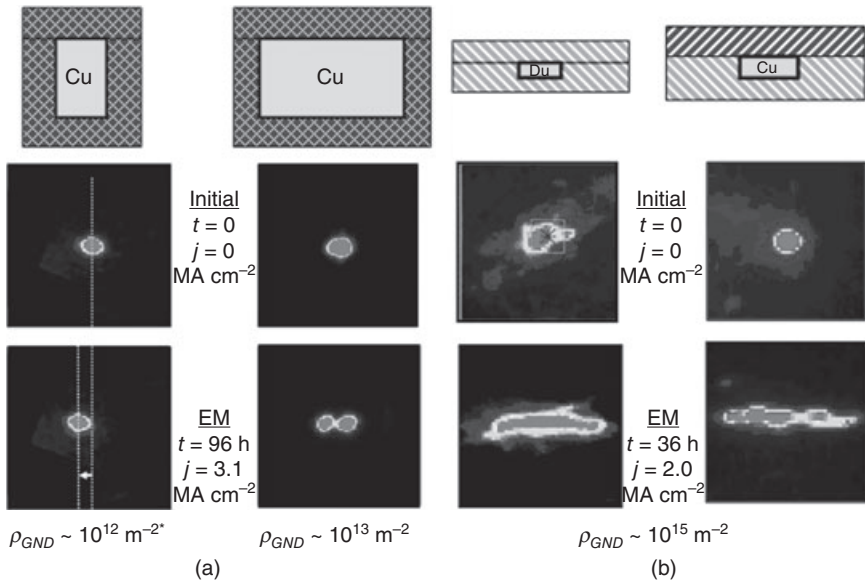 Cu
Cu
Du
Cu
Initial
t = 0
j = 0
MA cm⁻²
Initial
t = 0
j = 0
MA cm⁻²
EM
t = 96 h
j = 3.1
MA cm⁻²
EM
t = 36 h
j = 2.0
MA cm⁻²
ρGND ~ 10¹² m⁻²*
ρGND ~ 10¹³ m⁻²
ρGND ~ 10¹⁵ m⁻²
(a)
(b)